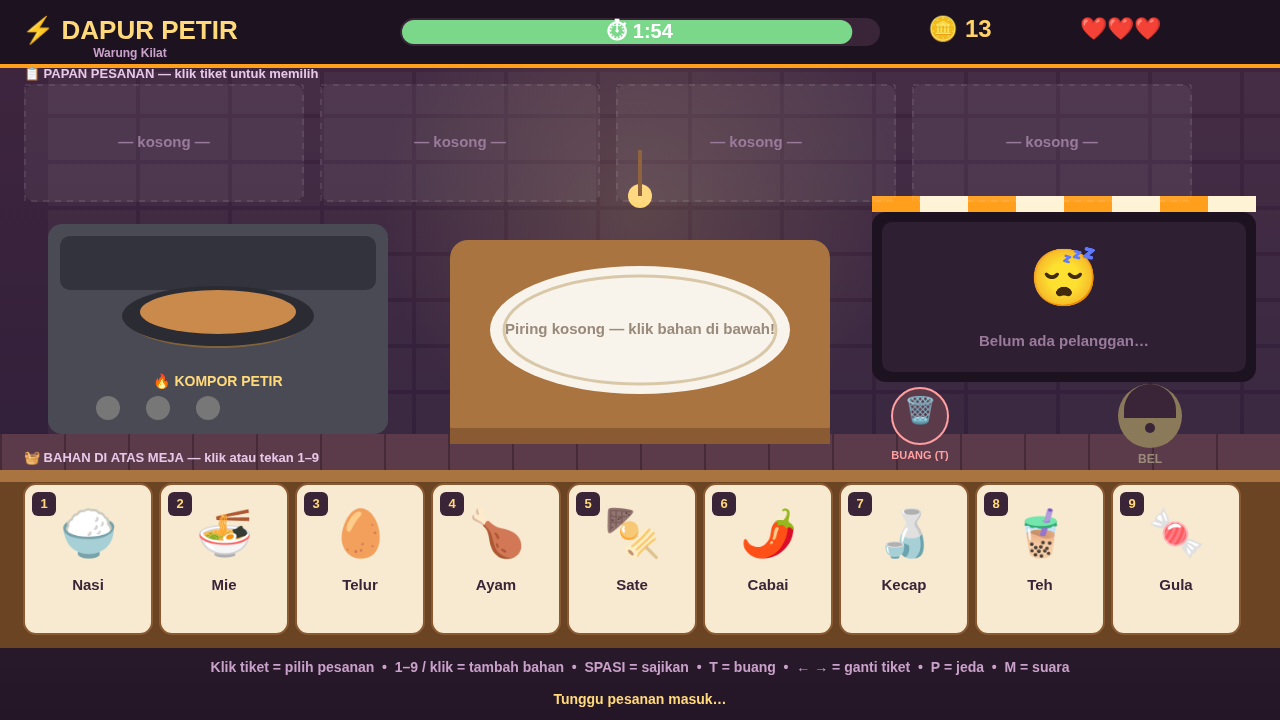 ⚡ DAPUR PETIR
Warung Kilat
⏱ 1:54
🪙 13
📋 PAPAN PESANAN — klik tiket untuk memilih
— kosong —
— kosong —
— kosong —
— kosong —
Piring kosong — klik bahan di bawah!
Belum ada pelanggan…
🔥 KOMPOR PETIR
BUANG (T)
BEL
🧺 BAHAN DI ATAS MEJA — klik atau tekan 1–9
1
2
3
4
5
6
7
8
9
Nasi
Mie
Telur
Ayam
Sate
Cabai
Kecap
Teh
Gula
Klik tiket = pilih pesanan • 1–9 / klik = tambah bahan • SPASI = sajikan • T = buang • ← → = ganti tiket • P = jeda • M = suara
Tunggu pesanan masuk…